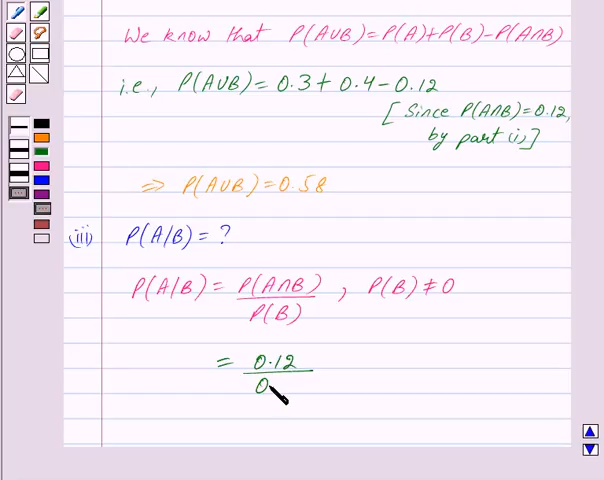 We know that P(A∪B)=P(A)+P(B)-P(A∩B)
i.e., P(A∪B)=0.3+0.4-0.12
[Since P(A∩B)=0.12,
by part i,]
⇒ P(A∪B)=0.58
(iii) P(A/B)=?
P(A/B)= P(A∩B)/P(B), P(B)≠0
= 0.12/0.